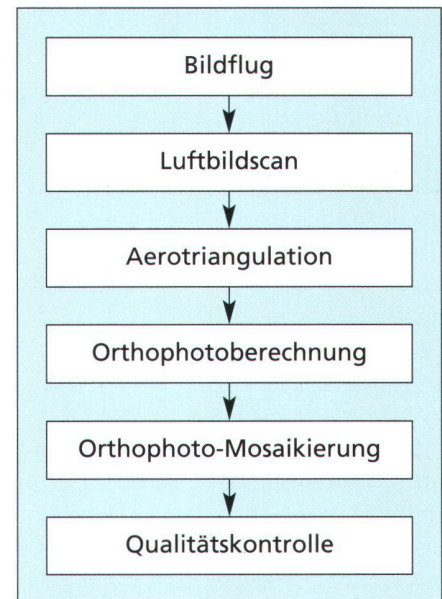 Bildflug
Luftbildscan
Aerotriangulation
Orthophotoberechnung
Orthophoto-Mosaikierung
Qualitätskontrolle